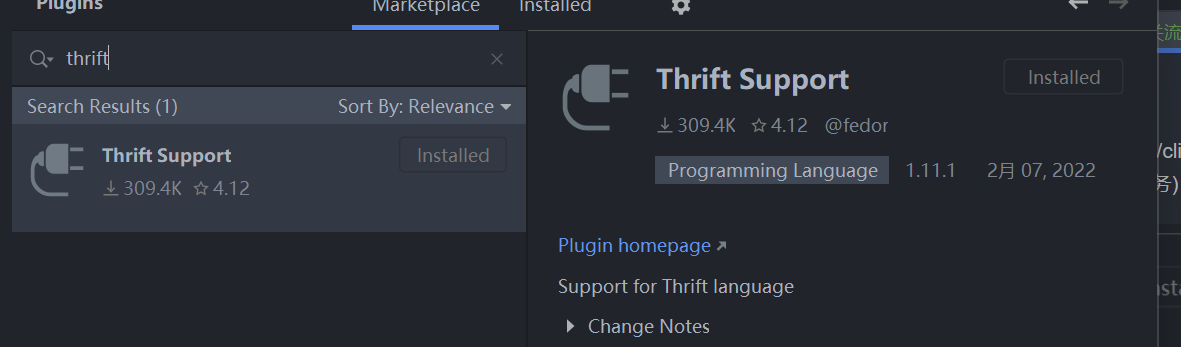 Plugins
Marketplace
Installed
thrift
Search Results (1)
Sort By: Relevance
Thrift Support
309.4K
4.12
Installed
Thrift Support
Installed
309.4K
4.12
@fedor
Programming Language
1.11.1
2月 07, 2022
Plugin homepage
Support for Thrift language
Change Notes
流
/cli
务)